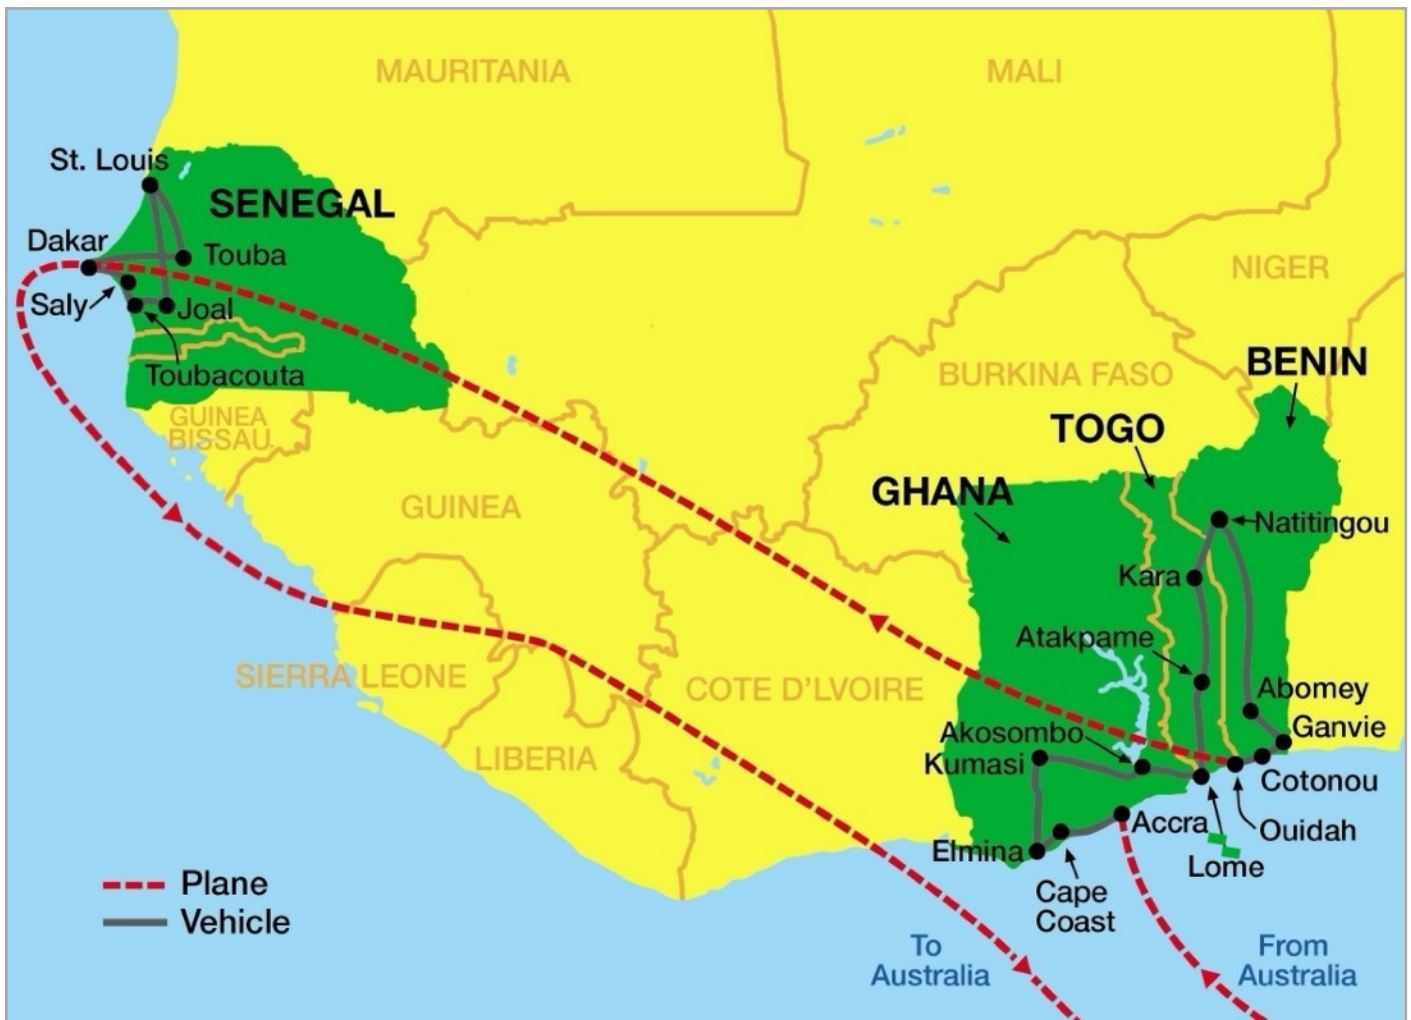 MAURITANIA
MALI
St. Louis
SENEGAL
Dakar
Touba
NIGER
Saly
Joal
BENIN
Toubacouta
BURKINA FASO
GUINEA
BISSAU
TOGO
GHANA
GUINEA
Natitingou
Kara
Atakpame
SIERRA LEONE
COTE D'LVOIRE
Abomey
Ganvie
Akosombo
LIBERIA
Kumasi
Cotonou
Accra
Ouidah
Elmina
Lome
Plane
Cape
Coast
Vehicle
To
Australia
From
Australia